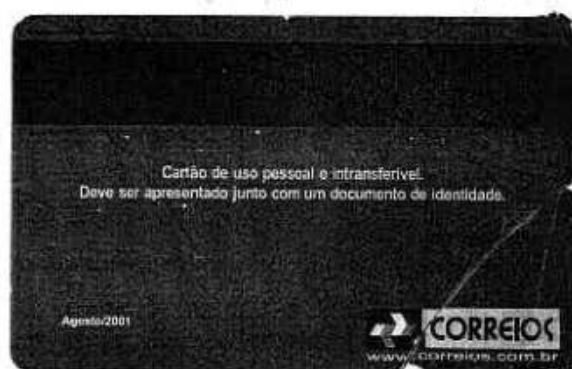 Cartão de uso pessoal e intransferível.
Deve ser apresentado junto com um documento de identidade.
Agosto/2001
CORREIOS
www.correios.com.br